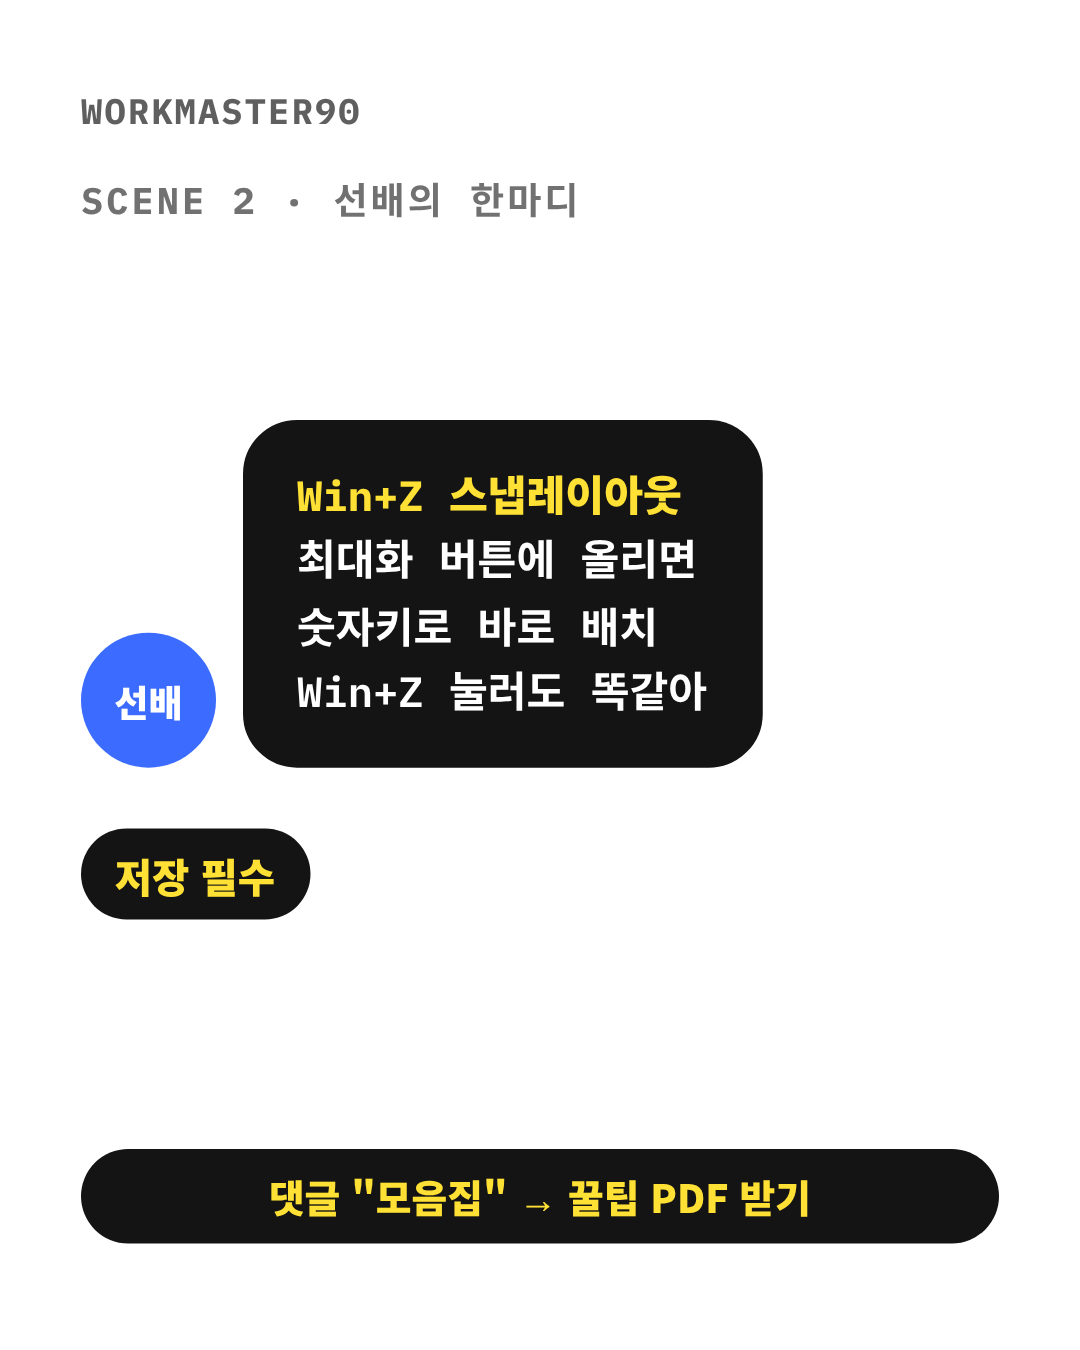 WORKMASTER90
SCENE 2 · 선배의 한마디
Win+Z 스냅레이아웃
최대화 버튼에 올리면
숫자키로 바로 배치
Win+Z 눌러도 똑같아
선배
저장 필수
댓글 "모음집" → 꿀팁 PDF 받기